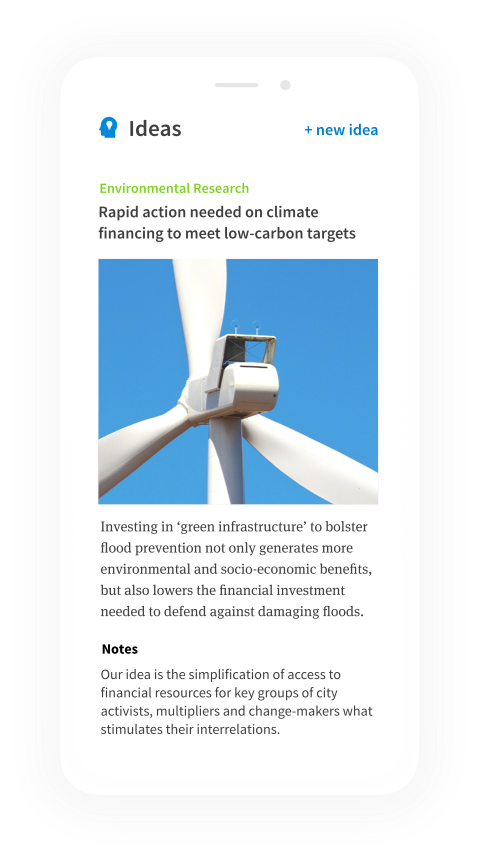 Ideas
+ new idea
Environmental Research
Rapid action needed on climate
financing to meet low-carbon targets
Investing in ‘green infrastructure’ to bolster
flood prevention not only generates more
environmental and socio-economic benefits,
but also lowers the financial investment
needed to defend against damaging floods.
Notes
Our idea is the simplification of access to
financial resources for key groups of city
activists, multipliers and change-makers what
stimulates their interrelations.